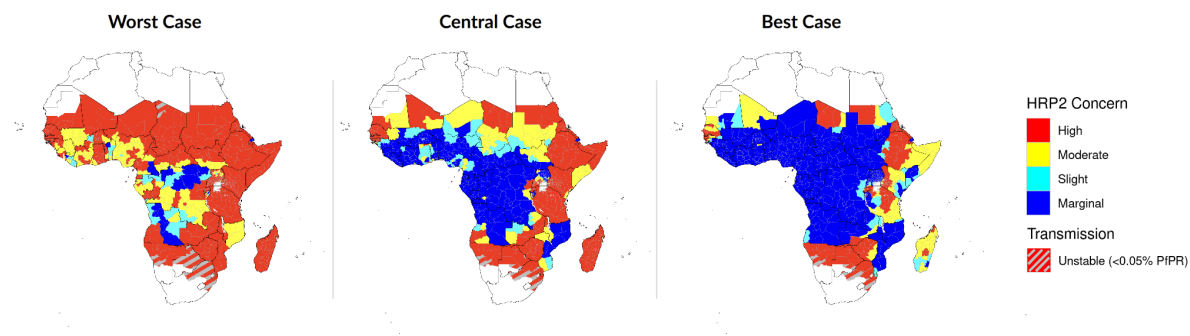 Worst Case
Central Case
Best Case
HRP2 Concern
High
Moderate
Slight
Marginal
Transmission
Unstable (<0.05% PfPR)